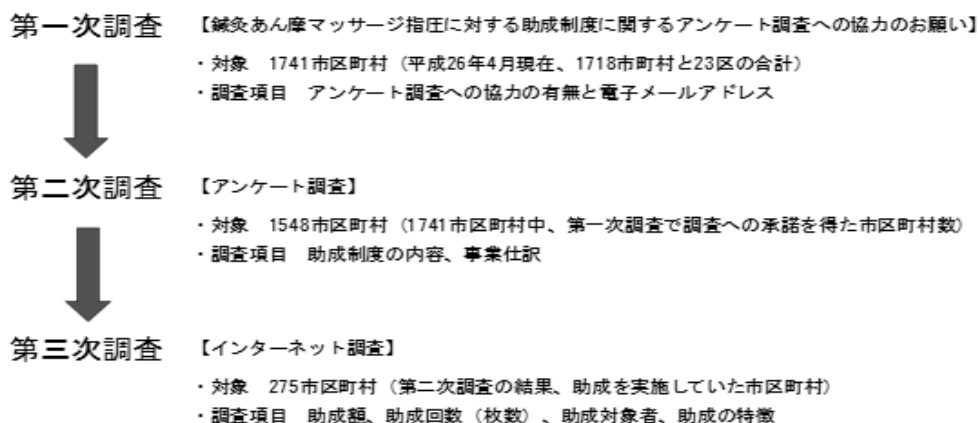 第一次調査 【鍼灸あん摩マッサージ指圧に対する助成制度に関するアンケート調査への協力のお願い】
・対象 1741市区町村（平成26年4月現在、1718市町村と23区の合計）
・調査項目 アンケート調査への協力の有無と電子メールアドレス
第二次調査 【アンケート調査】
・対象 1548市区町村（1741市区町村中、第一次調査で調査への承諾を得た市区町村数）
・調査項目 助成制度の内容、事業仕訳
第三次調査 【インターネット調査】
・対象 275市区町村（第二次調査の結果、助成を実施していた市区町村）
・調査項目 助成額、助成回数（枚数）、助成対象者、助成の特徴